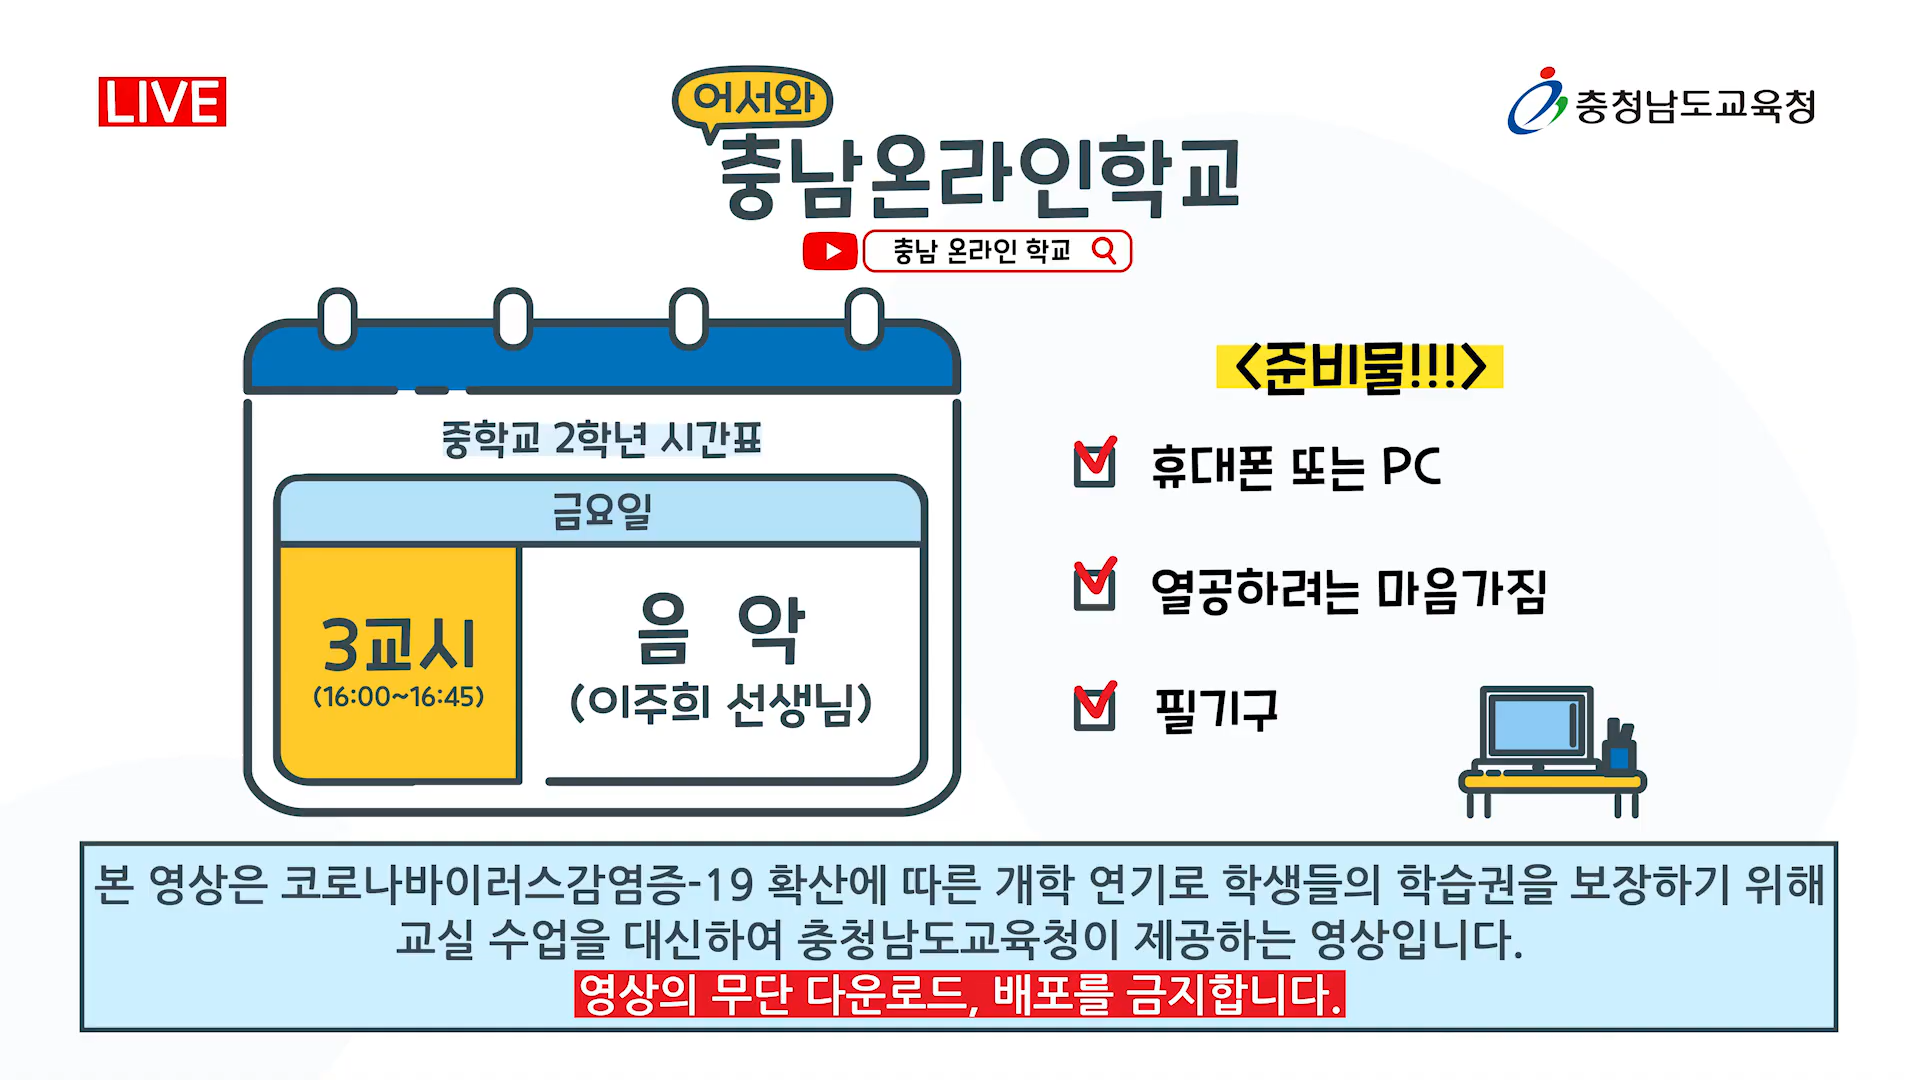 LIVE
어서와
충남온라인학교
충남 온라인 학교
충청남도교육청
중학교 2학년 시간표
금요일
3교시
(16:00~16:45)
음 악
(이주희 선생님)
<준비물!!!>
휴대폰 또는 PC
열공하려는 마음가짐
필기구
본 영상은 코로나바이러스감염증-19 확산에 따른 개학 연기로 학생들의 학습권을 보장하기 위해
교실 수업을 대신하여 충청남도교육청이 제공하는 영상입니다.
영상의 무단 다운로드, 배포를 금지합니다.